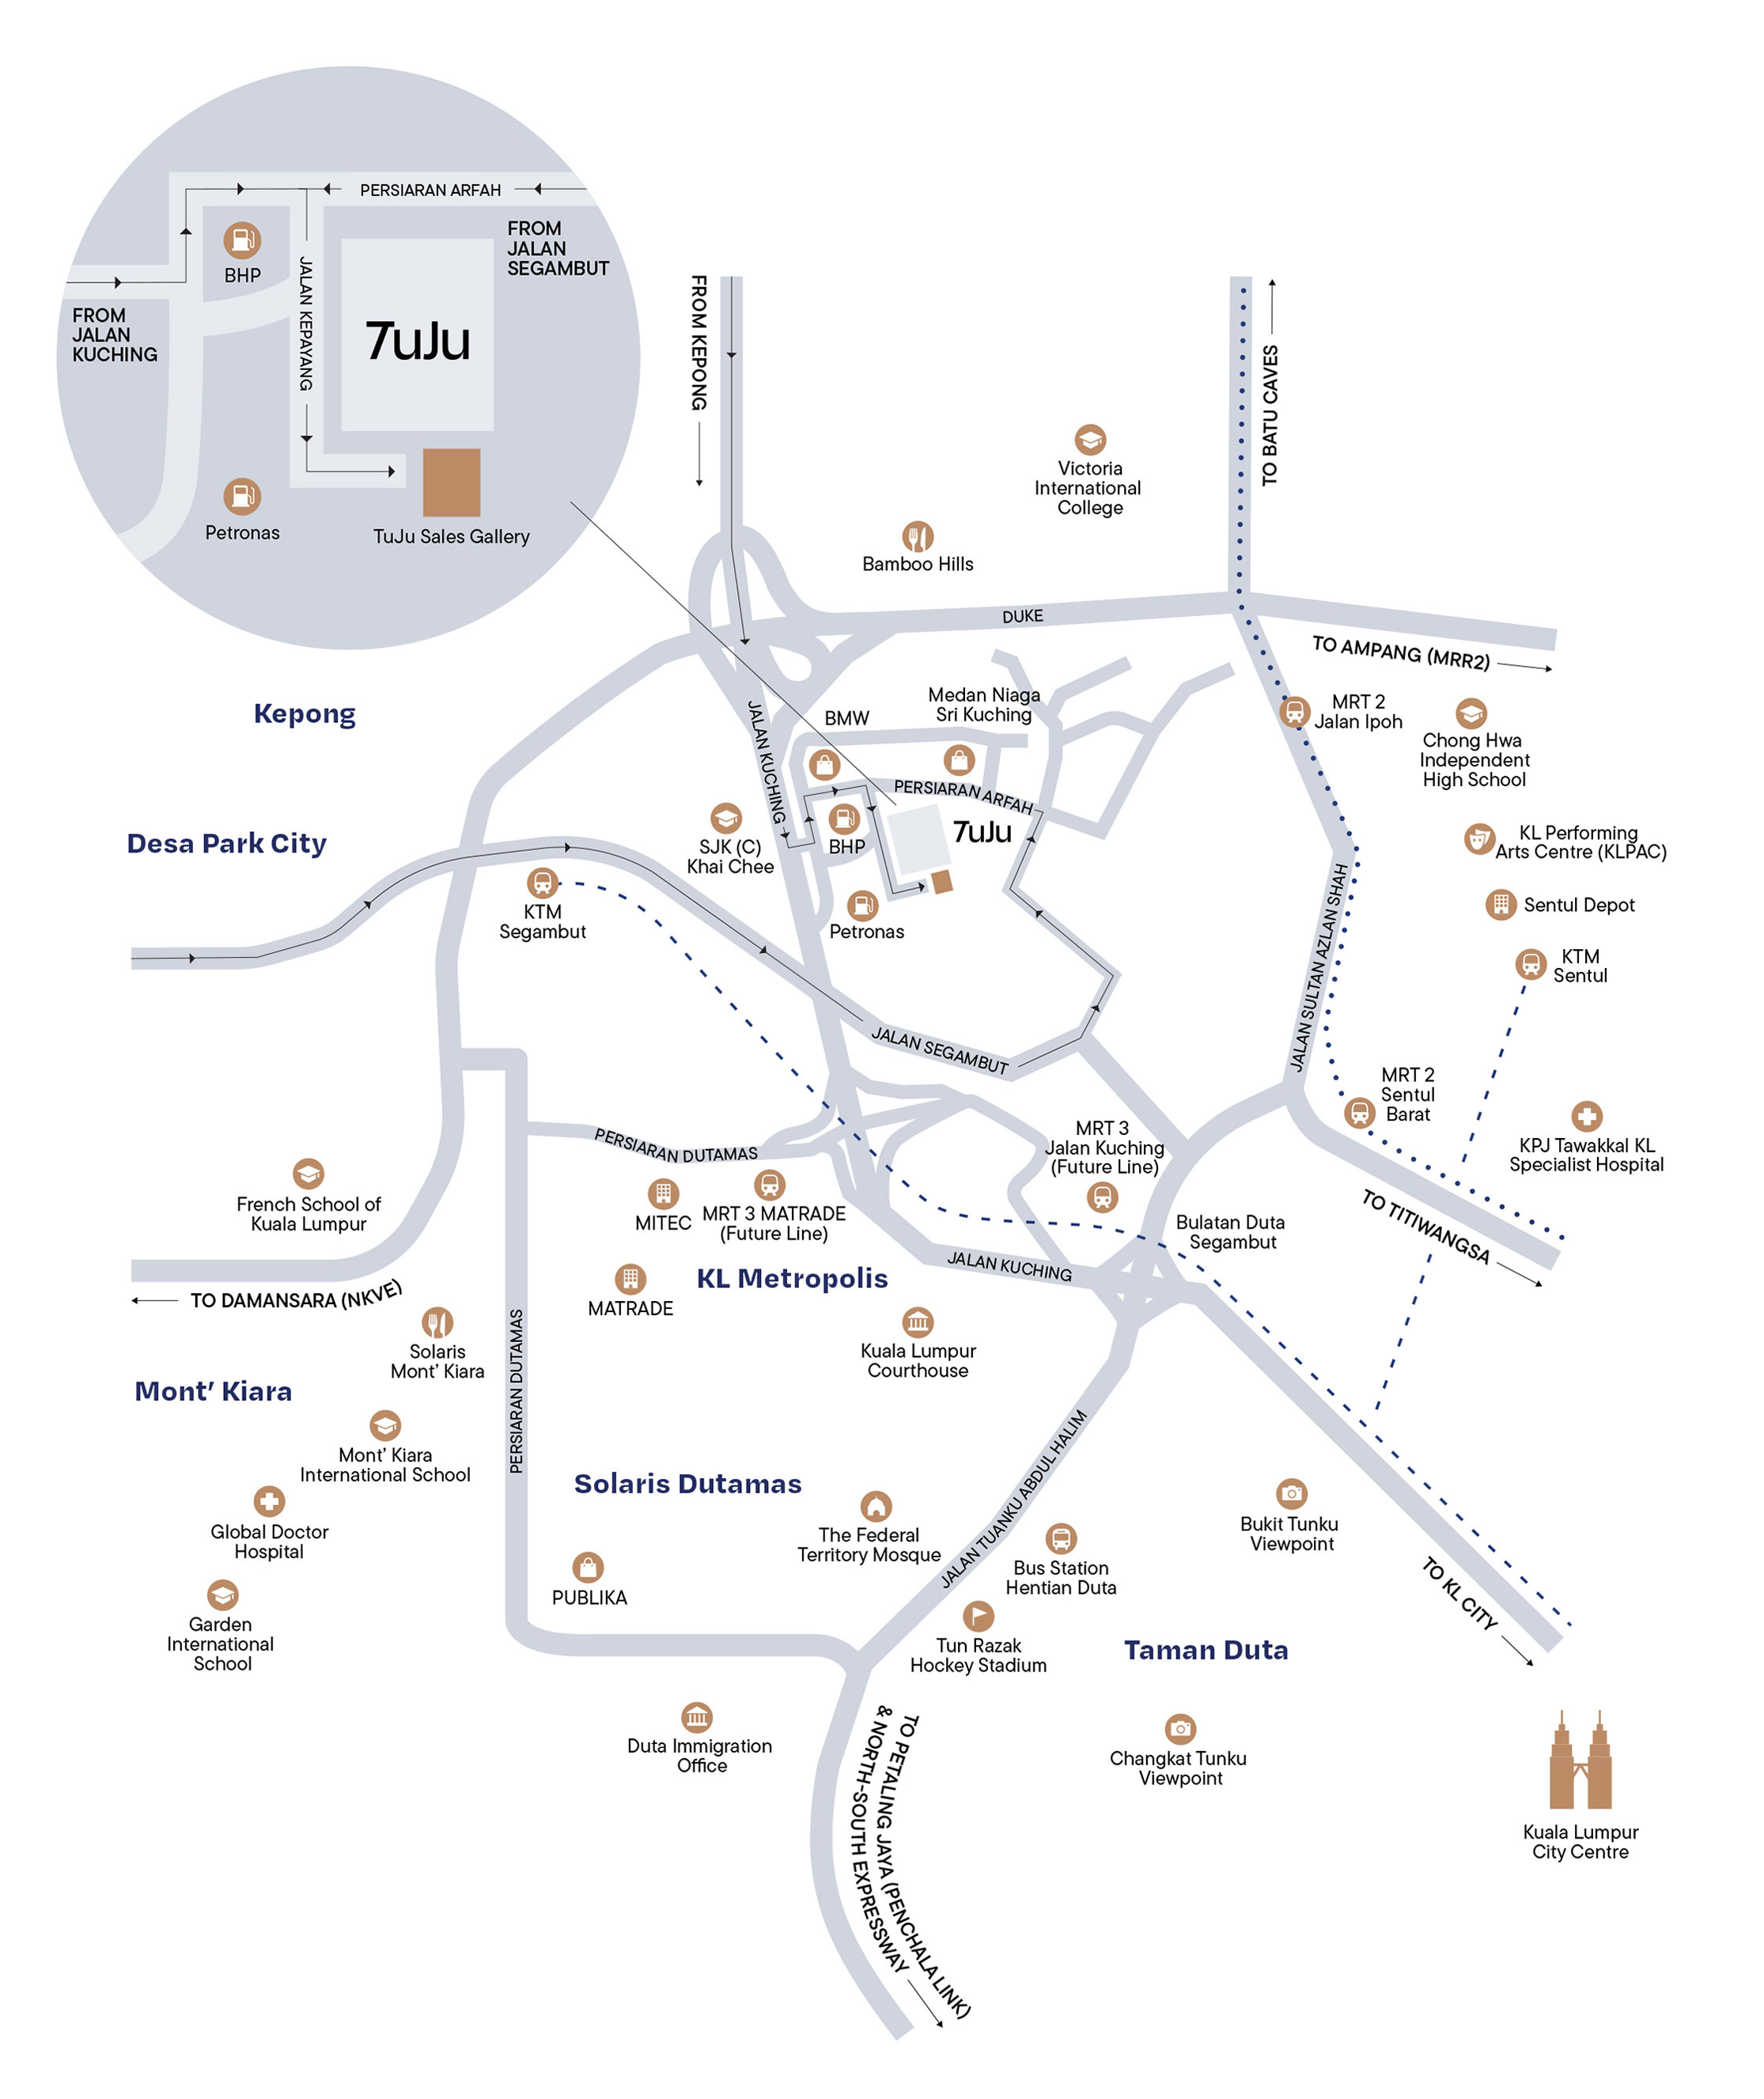 PERSIARAN ARFAH
FROM
JALAN
SEGAMBUT
BHP
FROM
JALAN
KUCHING
JALAN KEPAYANG
7uJu
Petronas
TuJu Sales Gallery
FROM KEPONG
TO BATU CAVES
Victoria
International
College
Bamboo Hills
DUKE
TO AMPANG (MRR2)
Kepong
Medan Niaga
Sri Kuching
BMW
JALAN KUCHING
MRT 2
Jalan Ipoh
Chong Hwa
Independent
High School
PERSIARAN ARFAH
Desa Park City
SJK (C)
Khai Chee
BHP
7uJu
KL Performing
Arts Centre (KLPAC)
KTM
Segambut
Petronas
JALAN SULTAN AZLAN SHAH
Sentul Depot
KTM
Sentul
JALAN SEGAMBUT
MRT 2
Sentul
Barat
PERSIARAN DUTAMAS
MRT 3
Jalan Kuching
(Future Line)
KPJ Tawakkal KL
Specialist Hospital
French School of
Kuala Lumpur
MITEC
MRT 3 MATRADE
(Future Line)
Bulatan Duta
Segambut
TO TITIWANGSA
KL Metropolis
JALAN KUCHING
TO DAMANSARA (NKVE)
MATRADE
Solaris
Mont' Kiara
Kuala Lumpur
Courthouse
Mont' Kiara
PERSIARAN DUTAMAS
Mont' Kiara
International School
Solaris Dutamas
JALAN TUANKU ABDUL HALIM
Global Doctor
Hospital
The Federal
Territory Mosque
Bukit Tunku
Viewpoint
Bus Station
Hentian Duta
PUBLIKA
TO KL CITY
Garden
International
School
Tun Razak
Hockey Stadium
Taman Duta
Duta Immigration
Office
TO PETALING JAYA (PENCHALA LINK)
& NORTH-SOUTH EXPRESSWAY
Changkat Tunku
Viewpoint
Kuala Lumpur
City Centre